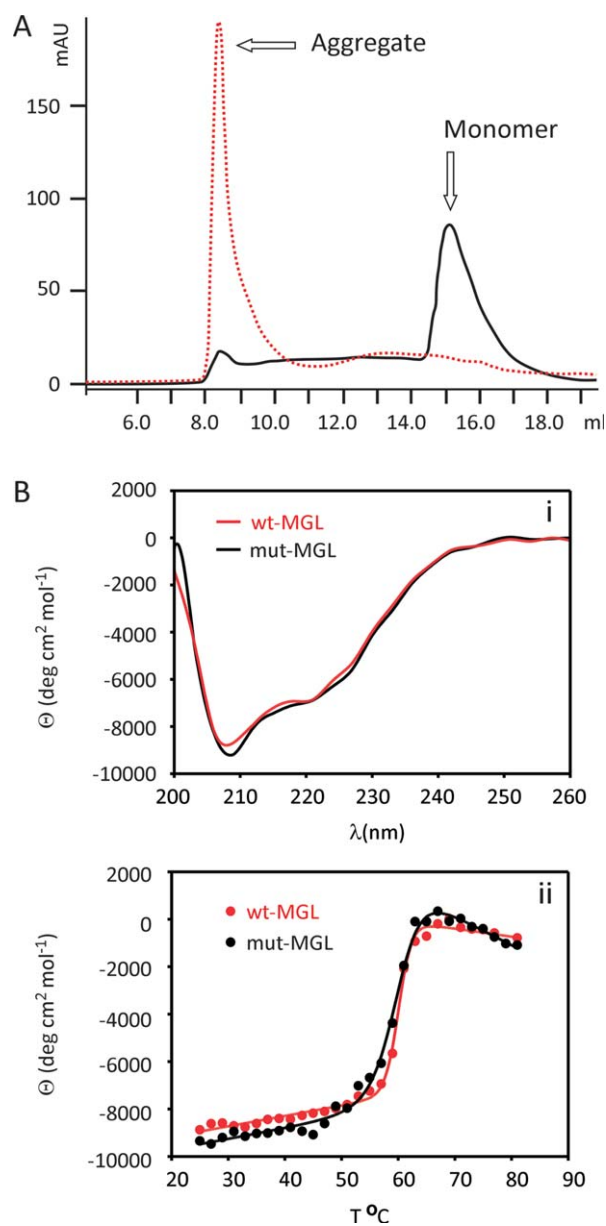 A
mAU
Aggregate
Monomer
150
100
50
0
6.0 8.0 10.0 12.0 14.0 16.0 18.0 ml
B
i
wt-MGL
mut-MGL
2000
0
-2000
-4000
-6000
-8000
-10000
Θ (deg cm² mol⁻¹)
200 210 220 230 240 250 260
λ(nm)
ii
wt-MGL
mut-MGL
2000
0
-2000
-4000
-6000
-8000
-10000
Θ (deg cm² mol⁻¹)
20 30 40 50 60 70 80 90
T °C